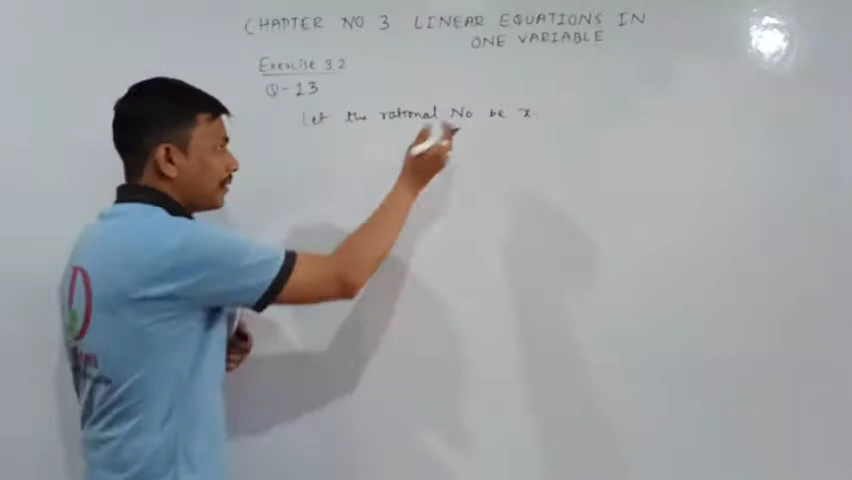 CHAPTER NO 3 LINEAR EQUATIONS IN
ONE VARIABLE
Exercise 3.2
Q-13
Let the rational No be x